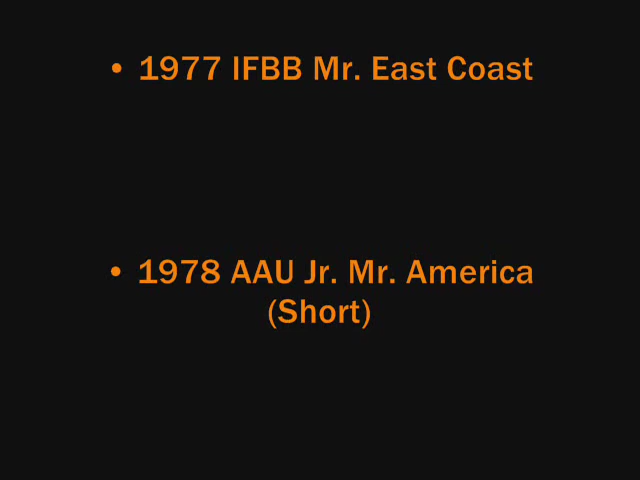 • 1977 IFBB Mr. East Coast
• 1978 AAU Jr. Mr. America
(Short)